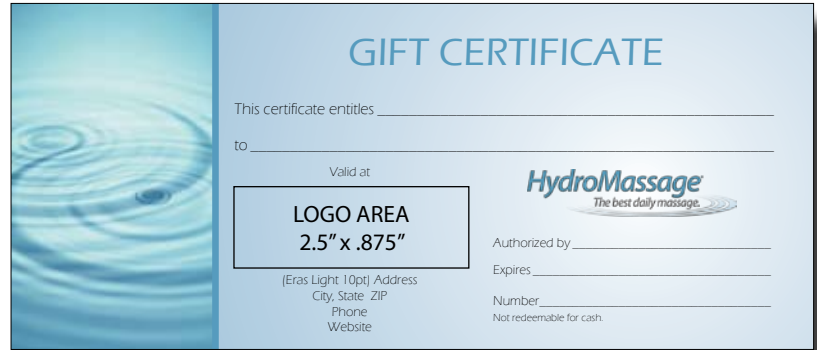 GIFT CERTIFICATE
This certificate entitles
to
Valid at
LOGO AREA
2.5” x .875”
(Eras Light 10pt) Address
City, State ZIP
Phone
Website
HydroMassage®
The best daily massage.
Authorized by
Expires
Number
Not redeemable for cash.